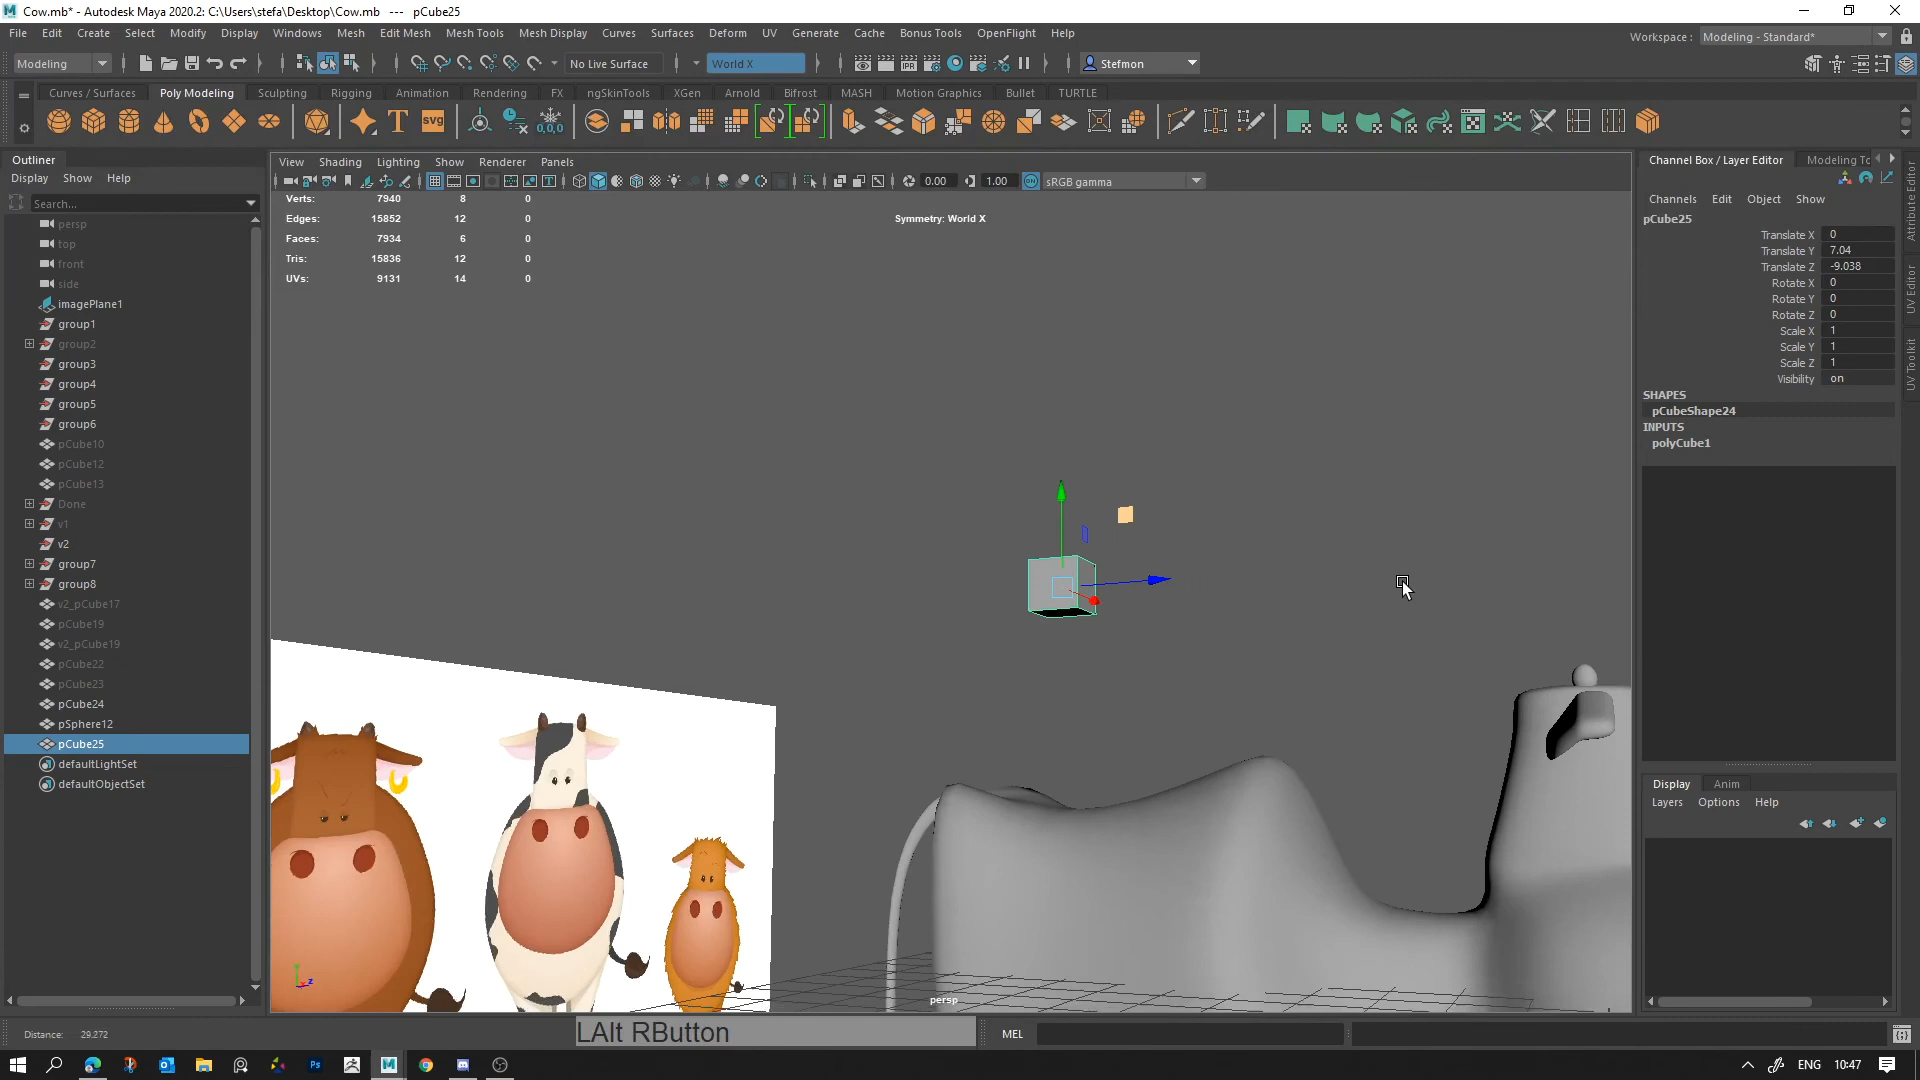 Cow.mb* - Autodesk Maya 2020.2: C:\Users\stefa\Desktop\Cow.mb --- pCube25
File Edit Create Select Modify Display Windows Mesh Edit Mesh Mesh Tools Mesh Display Curves Surfaces Deform UV Generate Cache Bonus Tools OpenFlight Help
Workspace : Modeling - Standard*
Modeling No Live Surface World X Stefmon
Curves / Surfaces Poly Modeling Sculpting Rigging Animation Rendering FX ngSkinTools XGen Arnold Bifrost MASH Motion Graphics Bullet TURTLE
Outliner
Display Show Help
Search...
persp
top
front
side
imagePlane1
group1
group2
group3
group4
group5
group6
pCube10
pCube12
pCube13
Done
v1
v2
group7
group8
v2_pCube17
pCube19
v2_pCube19
pCube22
pCube23
pCube24
pSphere12
pCube25
defaultLightSet
defaultObjectSet
View Shading Lighting Show Renderer Panels
0.00 1.00 sRGB gamma
Verts: 7940 8 0
Edges: 15852 12 0
Faces: 7934 6 0
Tris: 15836 12 0
UVs: 9131 14 0
Symmetry: World X
persp
Channel Box / Layer Editor Modeling To
Channels Edit Object Show
pCube25
Translate X 0
Translate Y 7.04
Translate Z -9.038
Rotate X 0
Rotate Y 0
Rotate Z 0
Scale X 1
Scale Y 1
Scale Z 1
Visibility on
SHAPES
pCubeShape24
INPUTS
polyCube1
Display Anim
Layers Options Help
Attribute Editor
UV Editor
UV Toolkit
Distance: 29.272
LAlt RButton
MEL
ENG 10:47